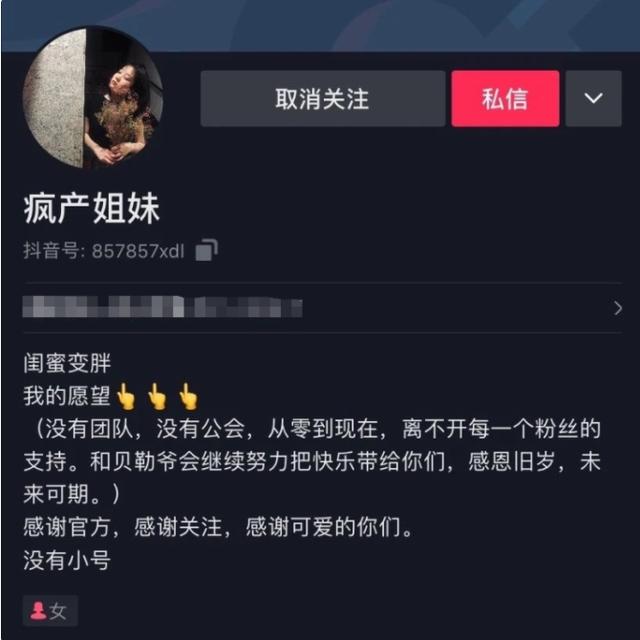 取消关注
私信
疯产姐妹
抖音号: 857857xdl
闺蜜变胖
我的愿望👆👆👆
（没有团队，没有公会，从零到现在，离不开每一个粉丝的
支持。和贝勒爷会继续努力把快乐带给你们，感恩旧岁，未
来可期。）
感谢官方，感谢关注，感谢可爱的你们。
没有小号
女